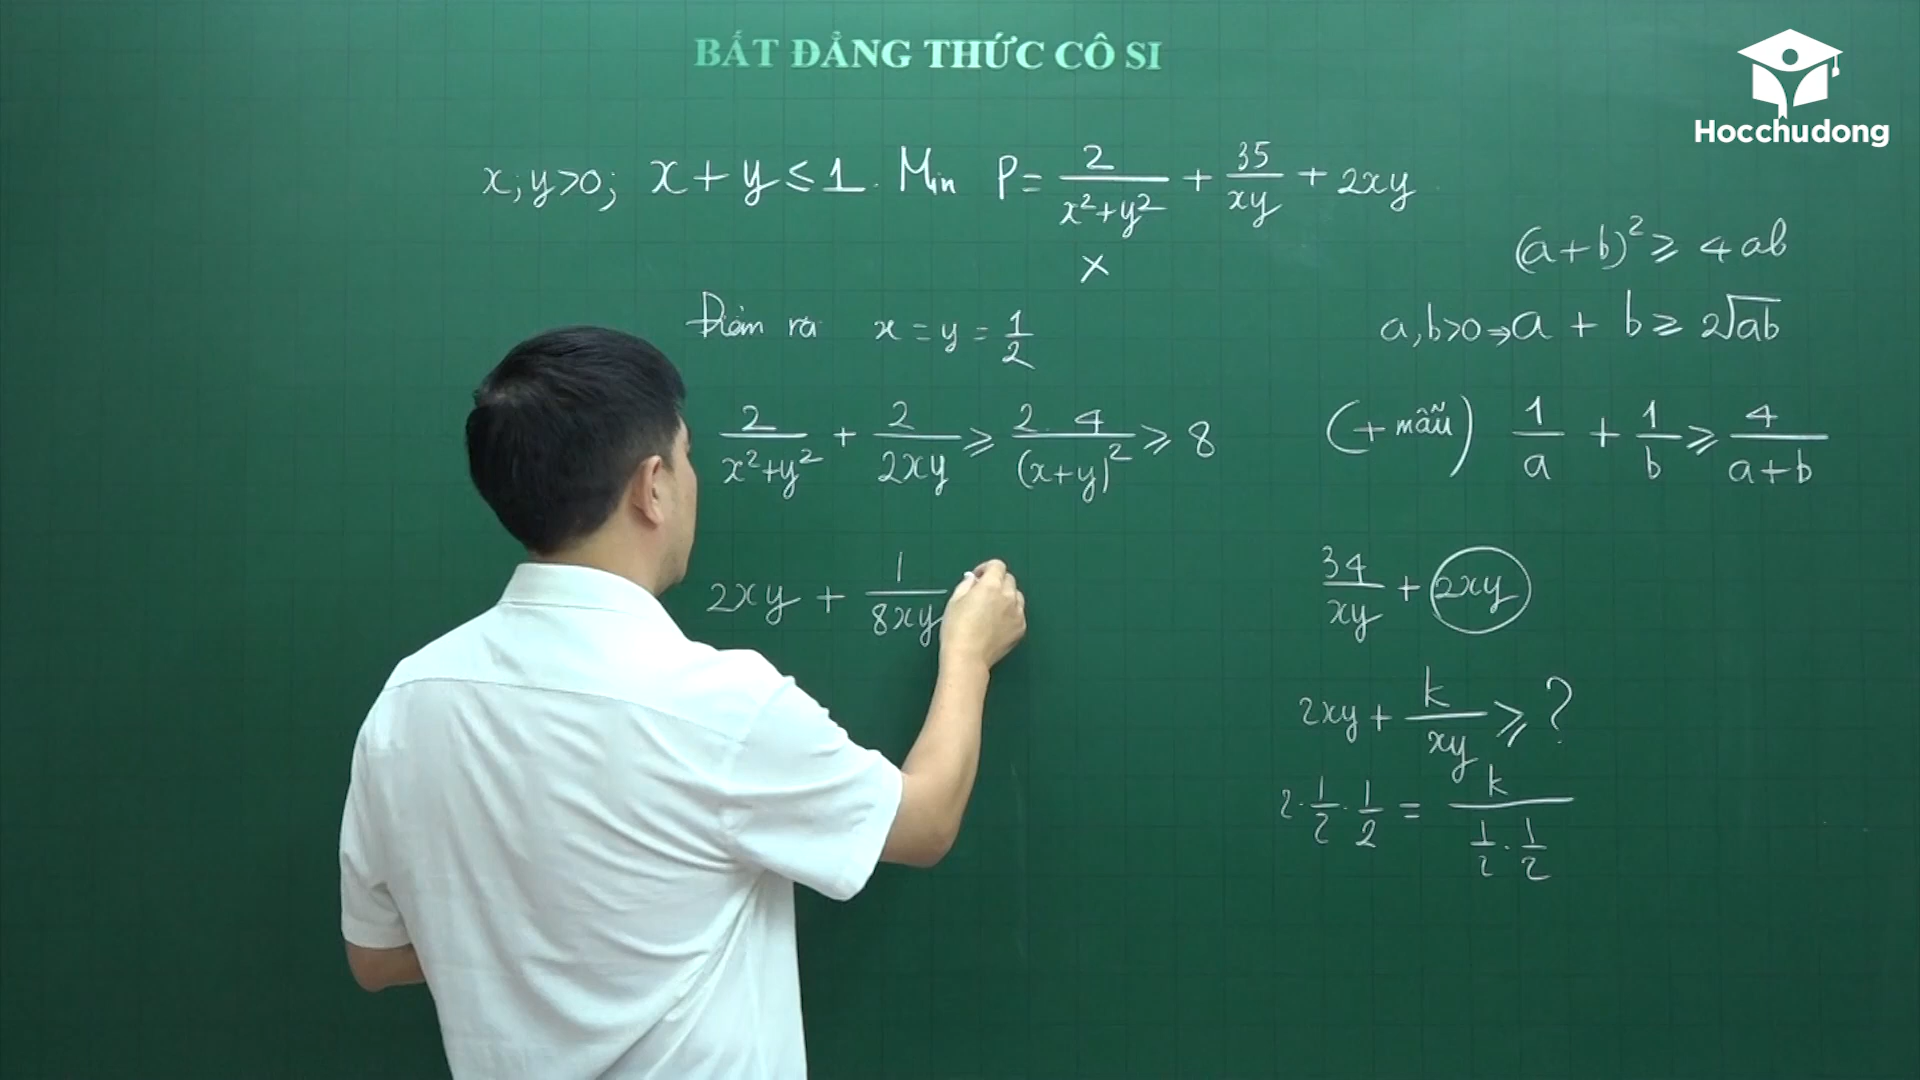 BẤT ĐẲNG THỨC CÔ SI
Hocchudong
x; y>0; x + y ≤ 1. Min P = 2/(x²+y²) + 35/(xy) + 2xy
x
(a+b)² ≥ 4ab
Điểm rơi x = y = 1/2
a, b>0 → a + b ≥ 2√ab
2/(x²+y²) + 2/(2xy) ≥ (2. 4)/(x+y)² ≥ 8
(+ mẫu) 1/a + 1/b ≥ 4/(a+b)
2xy + 1/(8xy)
34/(xy) + 2xy
2xy + k/(xy) ≥ ?
2 · 1/2 · 1/2 = k/(1/2 · 1/2)